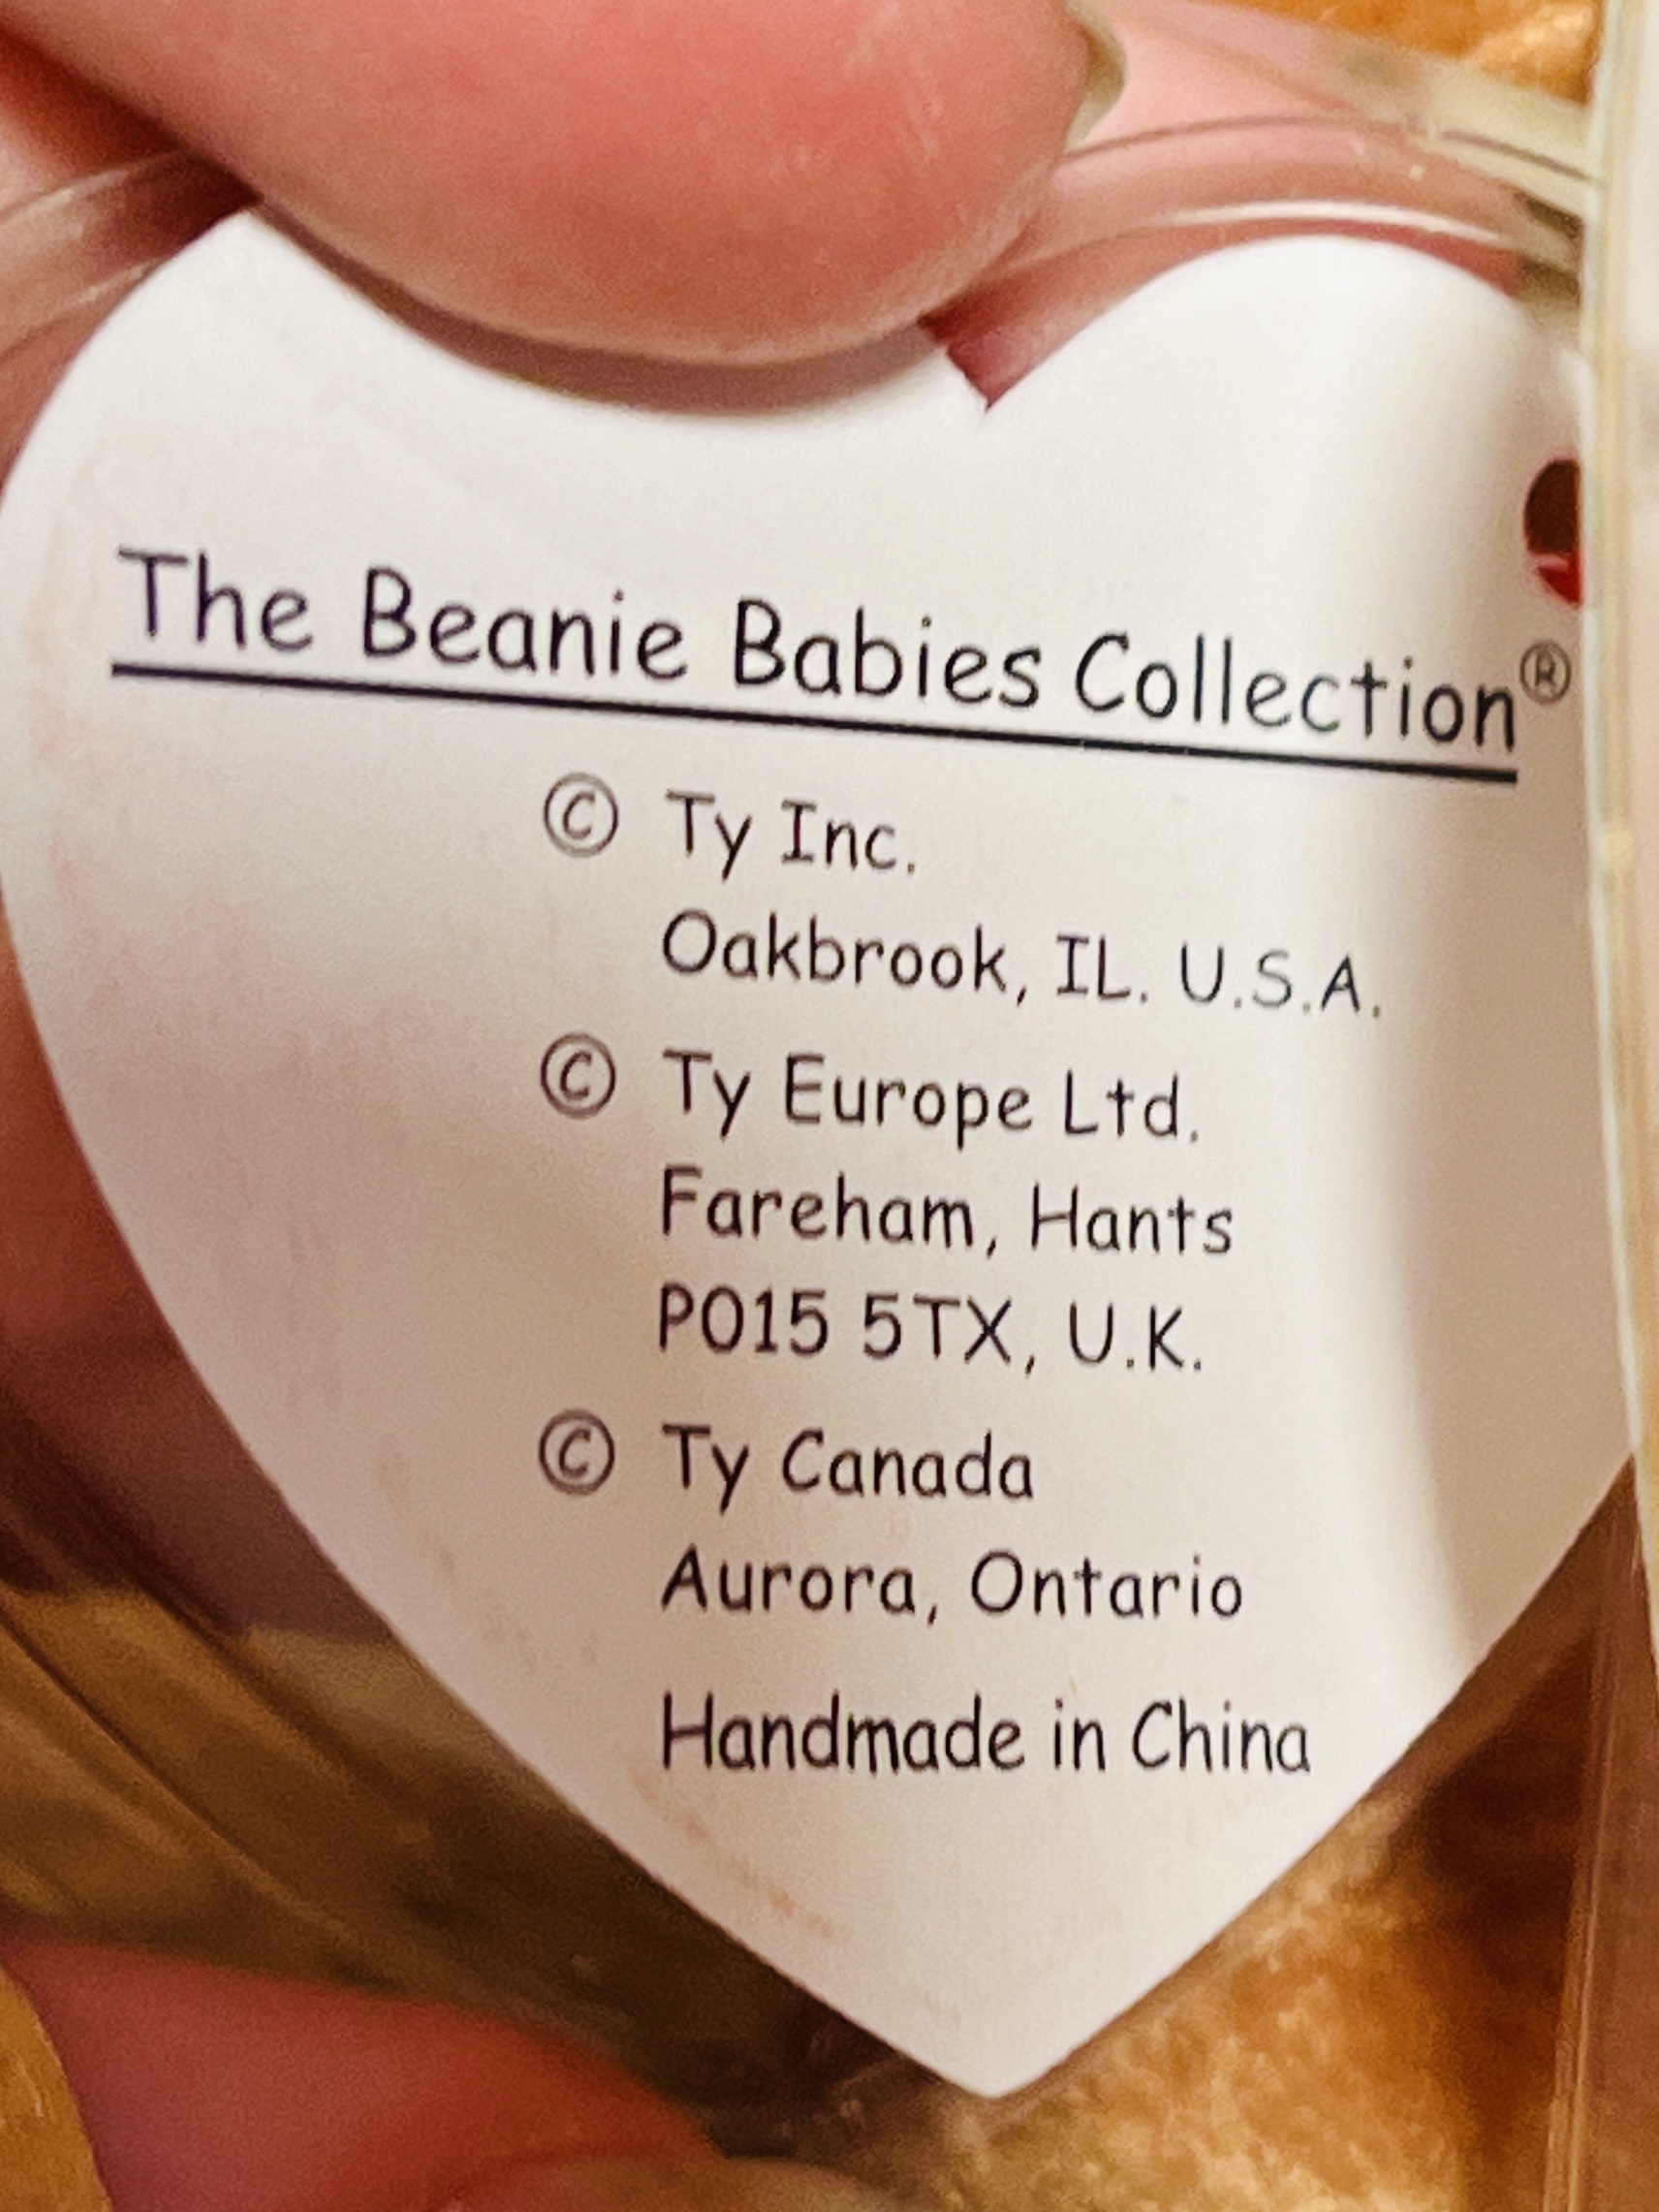 The Beanie Babies Collection®
© Ty Inc.
Oakbrook, IL. U.S.A.
© Ty Europe Ltd.
Fareham, Hants
P015 5TX, U.K.
© Ty Canada
Aurora, Ontario
Handmade in China